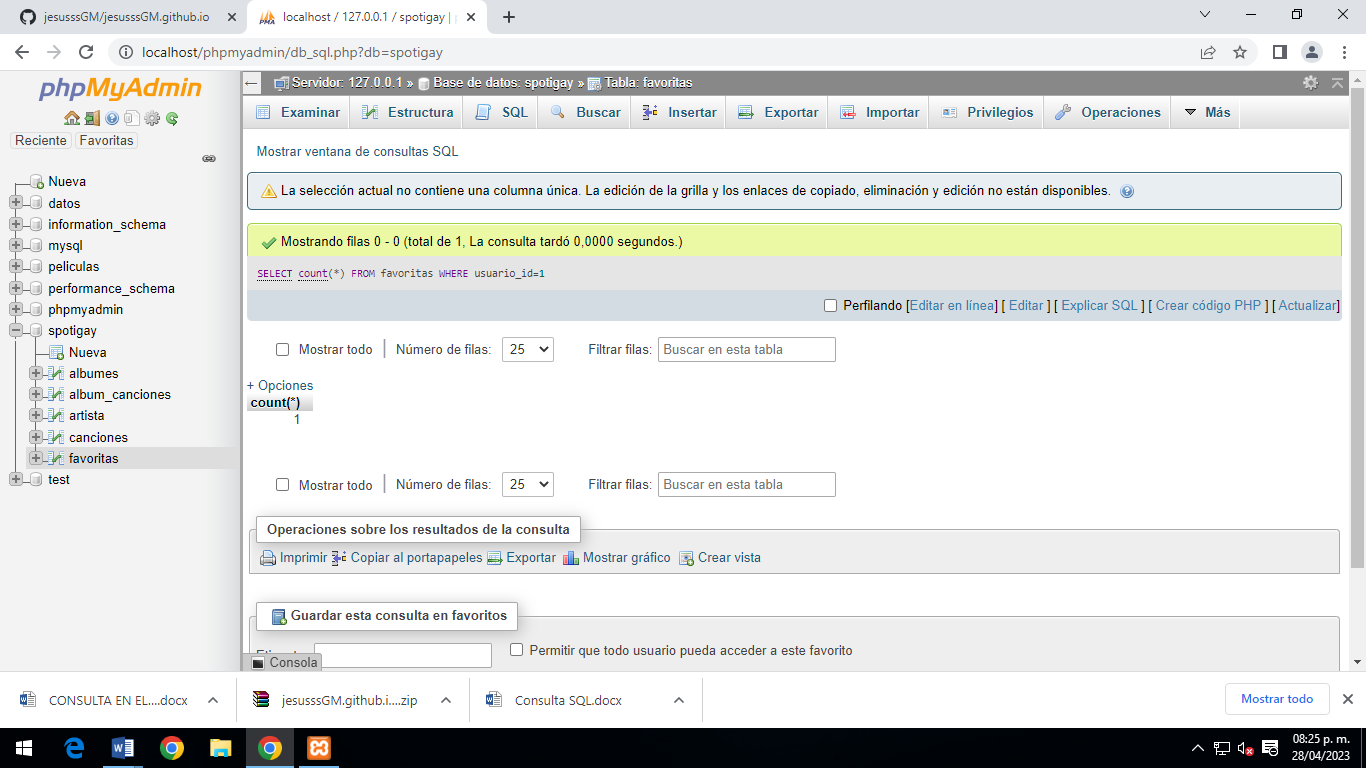 jesusssGM/jesusssGM.github.io
localhost / 127.0.0.1 / spotigay |
localhost/phpmyadmin/db_sql.php?db=spotigay
phpMyAdmin
Reciente Favoritas
Nueva
datos
information_schema
mysql
peliculas
performance_schema
phpmyadmin
spotigay
Nueva
albumes
album_canciones
artista
canciones
favoritas
test
Servidor: 127.0.0.1 » Base de datos: spotigay » Tabla: favoritas
Examinar Estructura SQL Buscar Insertar Exportar Importar Privilegios Operaciones Más
Mostrar ventana de consultas SQL
La selección actual no contiene una columna única. La edición de la grilla y los enlaces de copiado, eliminación y edición no están disponibles.
Mostrando filas 0 - 0 (total de 1, La consulta tardó 0,0000 segundos.)
SELECT count(*) FROM favoritas WHERE usuario_id=1
Perfilando [Editar en línea] [ Editar ] [ Explicar SQL ] [ Crear código PHP ] [ Actualizar]
Mostrar todo Número de filas: 25 Filtrar filas: Buscar en esta tabla
+ Opciones
count(*)
1
Mostrar todo Número de filas: 25 Filtrar filas: Buscar en esta tabla
Operaciones sobre los resultados de la consulta
Imprimir Copiar al portapapeles Exportar Mostrar gráfico Crear vista
Guardar esta consulta en favoritos
Permitir que todo usuario pueda acceder a este favorito
Consola
CONSULTA EN EL....docx jesusssGM.github.i....zip Consulta SQL.docx Mostrar todo
08:25 p. m.
28/04/2023